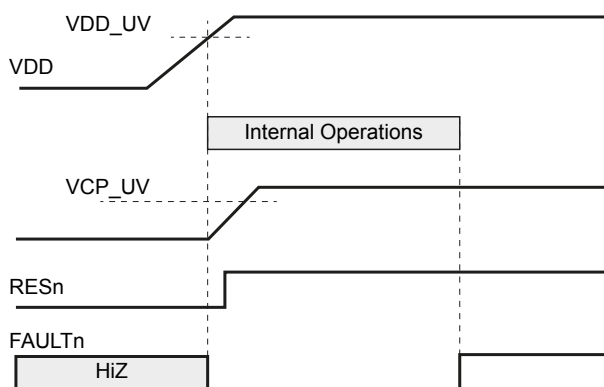 VDD_UV
VDD
Internal Operations
VCP_UV
RESn
FAULTn
HiZ